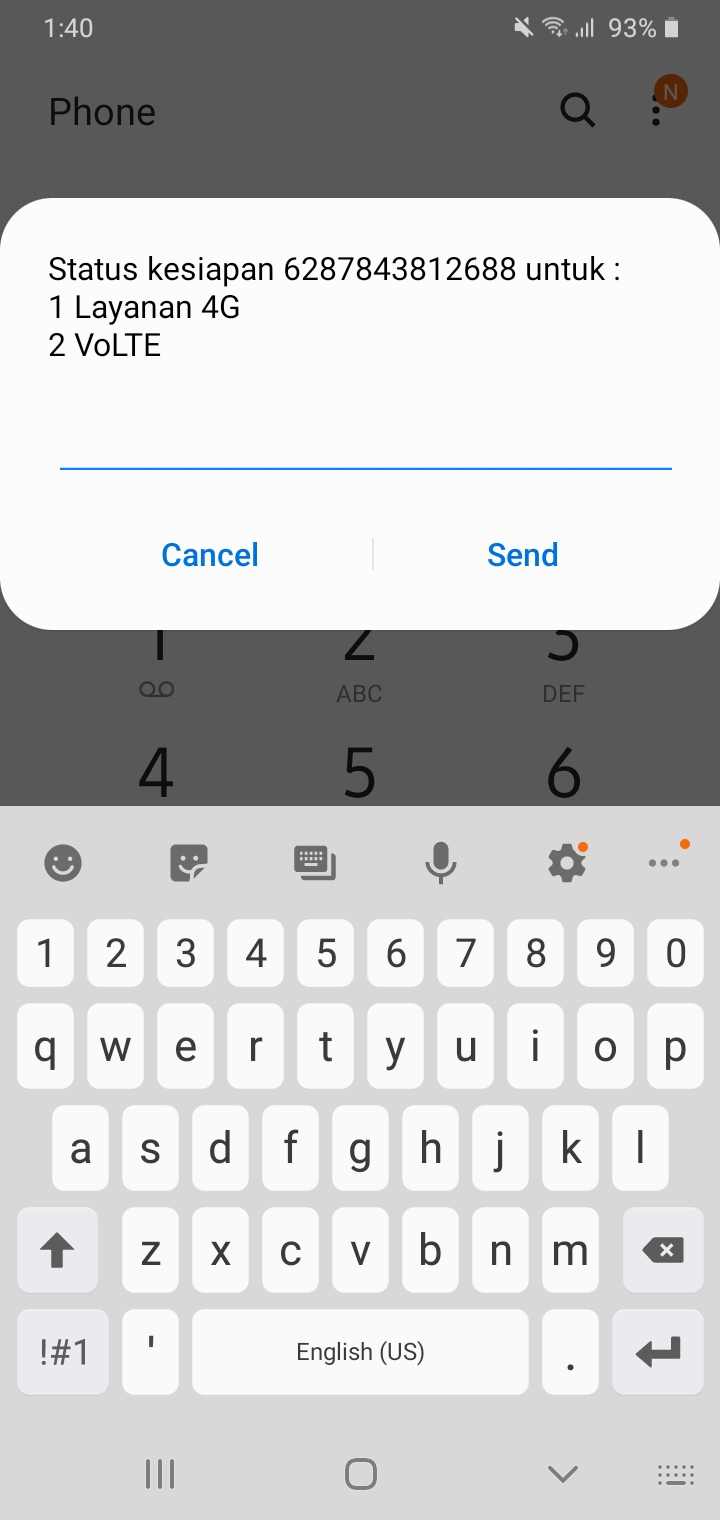 1:40
93%
N
Phone
Status kesiapan 6287843812688 untuk :
1 Layanan 4G
2 VoLTE
Cancel
Send
1 2 3
ABC DEF
4 5 6
1 2 3 4 5 6 7 8 9 0
q w e r t y u i o p
a s d f g h j k l
z x c v b n m
!#1 ' English (US) .